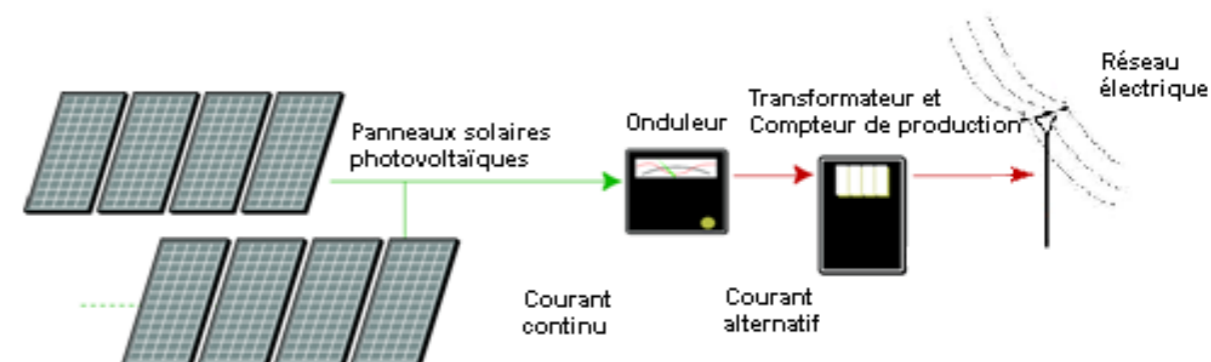 Panneaux solaires
photovoltaïques
Onduleur
Transformateur et
Compteur de production
Réseau
électrique
Courant
continu
Courant
alternatif